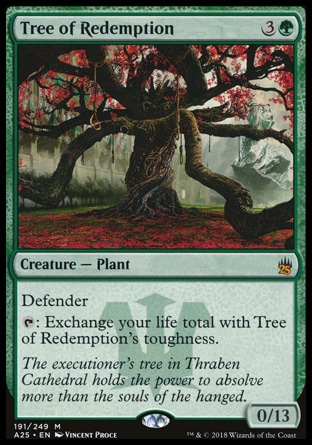 Tree of Redemption 3
Creature — Plant
25
Defender
: Exchange your life total with Tree
of Redemption's toughness.
The executioner's tree in Thraben
Cathedral holds the power to absolve
more than the souls of the hanged.
191/249 M
A25 • EN Vincent Proce
™ & © 2018 Wizards of the Coast
0/13